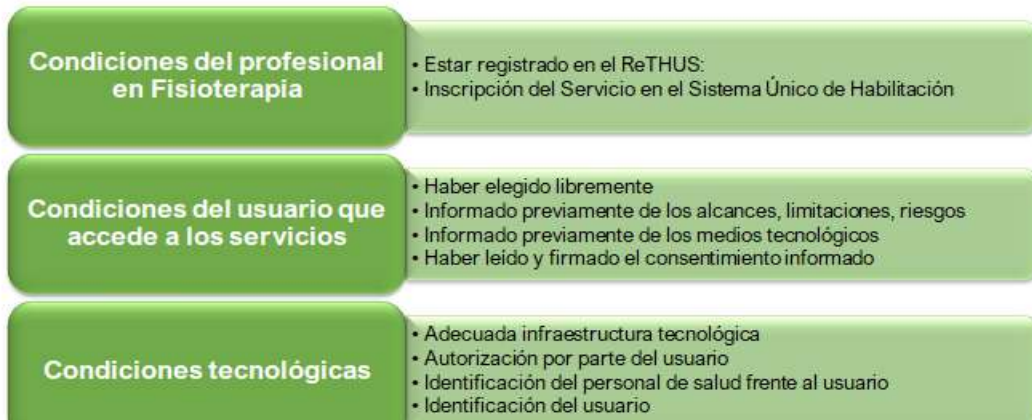 Condiciones del profesional
en Fisioterapia
• Estar registrado en el ReTHUS:
• Inscripción del Servicio en el Sistema Único de Habilitación
Condiciones del usuario que
accede a los servicios
• Haber elegido libremente
• Informado previamente de los alcances, limitaciones, riesgos
• Informado previamente de los medios tecnológicos
• Haber leído y firmado el consentimiento informado
Condiciones tecnológicas
• Adecuada infraestructura tecnológica
• Autorización por parte del usuario
• Identificación del personal de salud frente al usuario
• Identificación del usuario